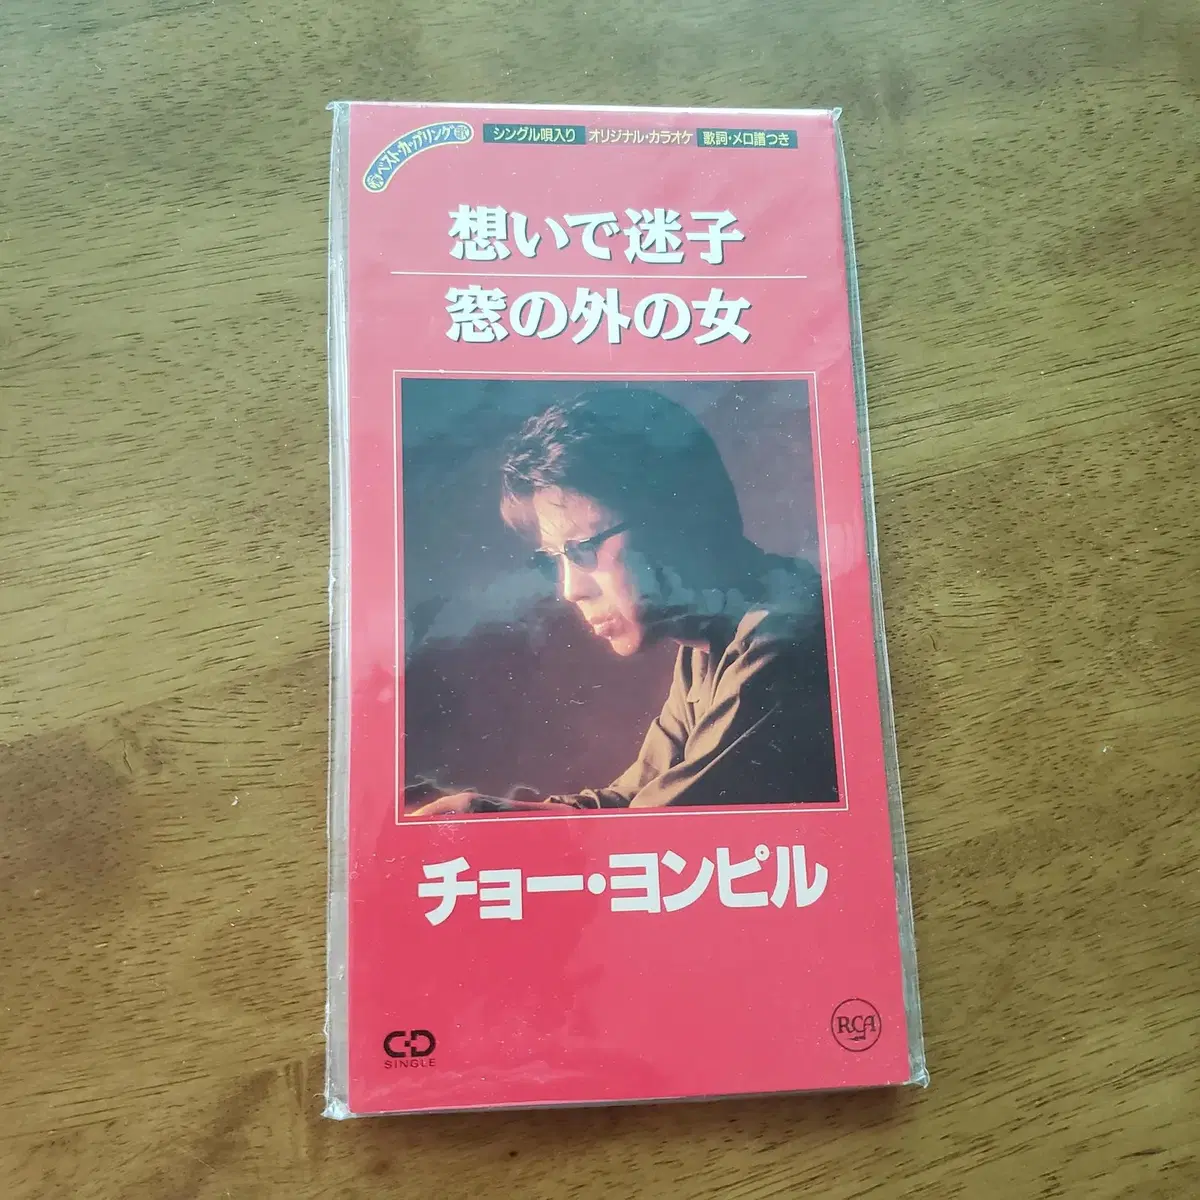 ベスト・カップリング
シングル唄入り オリジナル・カラオケ 歌詞・メロ譜つき
想いで迷子
窓の外の女
チョー・ヨンピル
CD
SINGLE
RCA